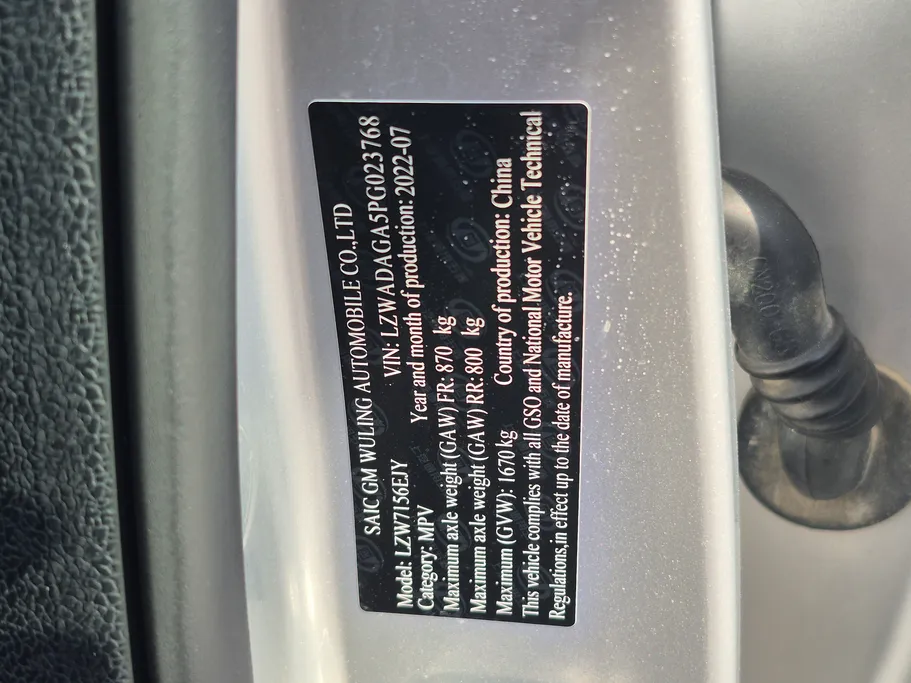 SAIC GM WULING AUTOMOBILE CO.,LTD
Model: LZW7156EJY VIN: LZWADAGA5PG023768
Category: MPV Year and month of production: 2022-07
Maximum axle weight (GAW) FR: 870 kg
Maximum axle weight (GAW) RR: 800 kg
Maximum (GVW): 1670 kg Country of production: China
This vehicle complies with all GSO and National Motor Vehicle Technical
Regulations,in effect up to the date of manufacture.